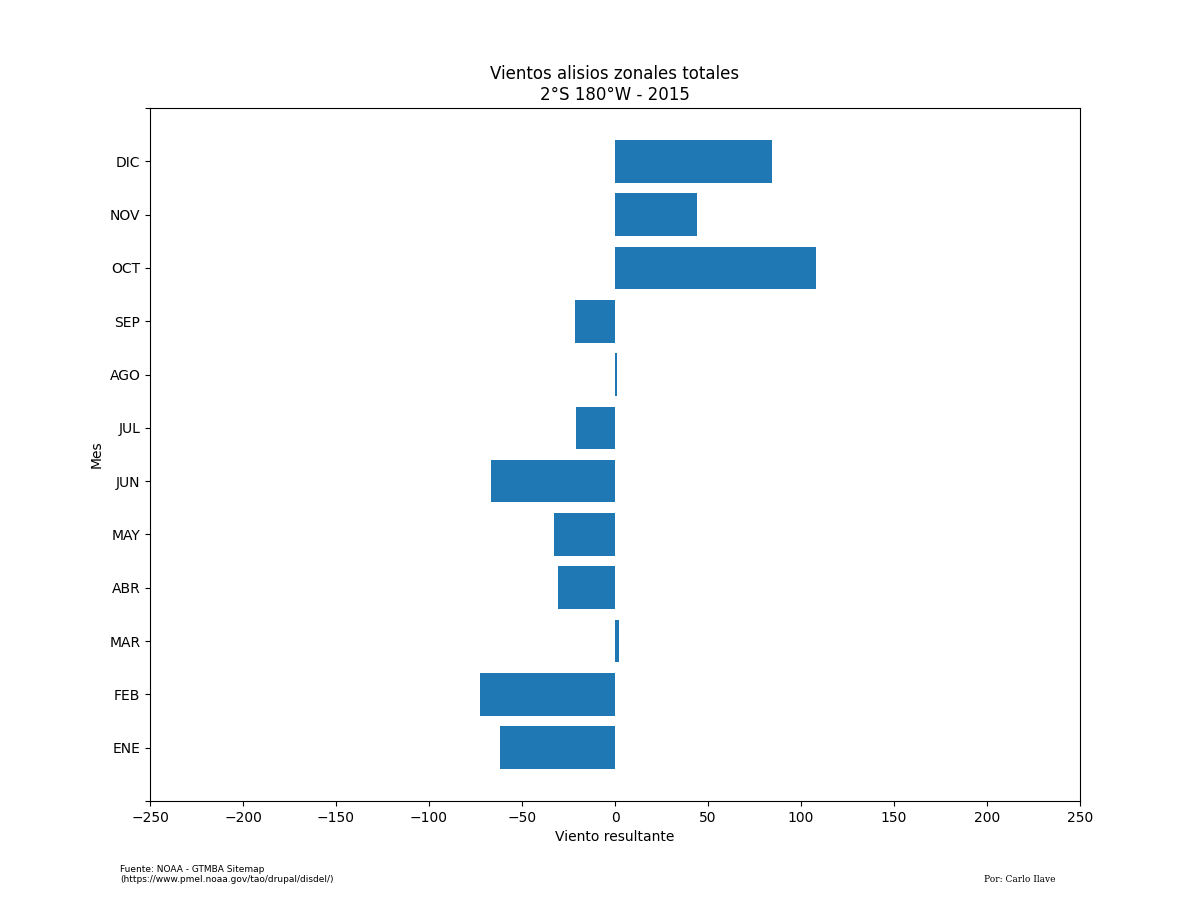 Vientos alisios zonales totales
2°S 180°W - 2015
DIC
NOV
OCT
SEP
AGO
JUL
JUN
MAY
ABR
MAR
FEB
ENE
Mes
−250 −200 −150 −100 −50 0 50 100 150 200 250
Viento resultante
Fuente: NOAA - GTMBA Sitemap
(https://www.pmel.noaa.gov/tao/drupal/disdel/)
Por: Carlo Ilave